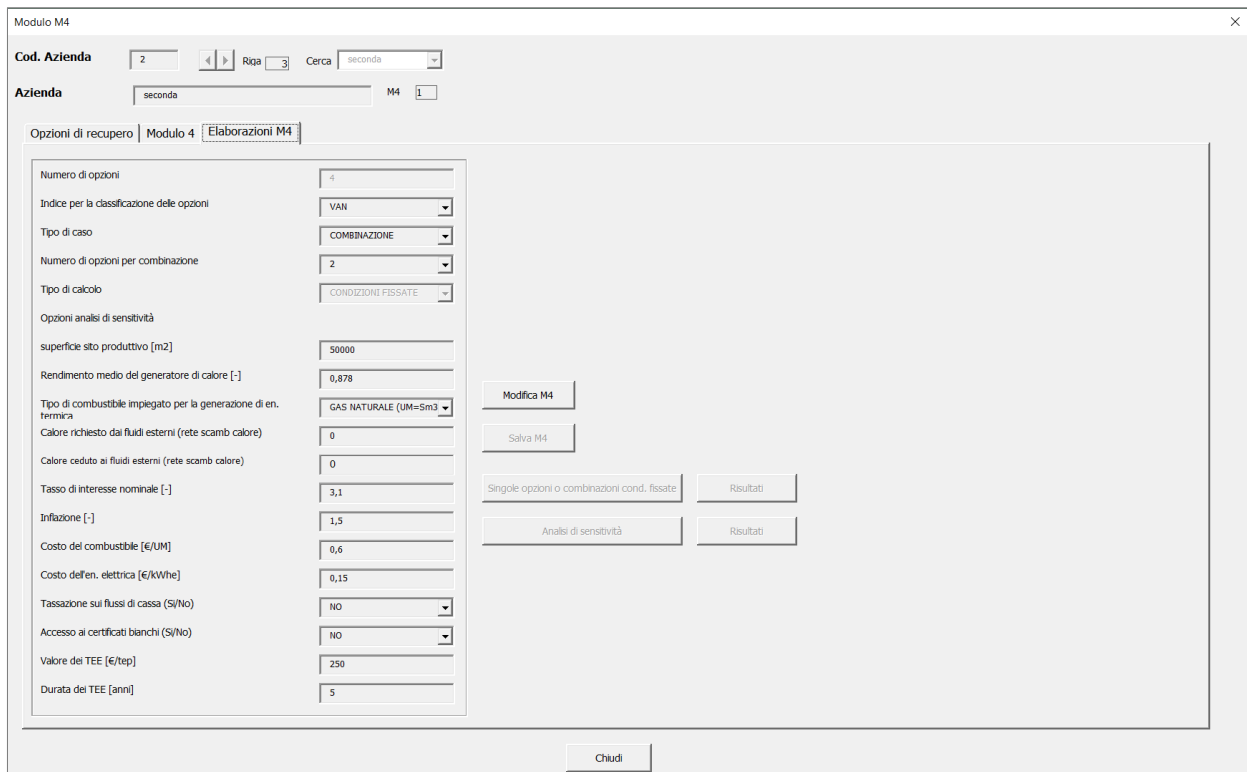 Modulo M4
Cod. Azienda 2 Riga 3 Cerca seconda
Azienda seconda M4 1
Opzioni di recupero Modulo 4 Elaborazioni M4
Numero di opzioni 4
Indice per la classificazione delle opzioni VAN
Tipo di caso COMBINAZIONE
Numero di opzioni per combinazione 2
Tipo di calcolo CONDIZIONI FISSATE
Opzioni analisi di sensitività
superficie sito produttivo [m2] 50000
Rendimento medio del generatore di calore [-] 0,878
Modifica M4
Tipo di combustibile impiegato per la generazione di en. GAS NATURALE (UM=Sm3
termica
Calore richiesto dai fluidi esterni (rete scamb calore) 0
Salva M4
Calore ceduto ai fluidi esterni (rete scamb calore) 0
Tasso di interesse nominale [-] 3,1
Singole opzioni o combinazioni cond. fissate Risultati
Inflazione [-] 1,5
Analisi di sensitività Risultati
Costo del combustibile [€/UM] 0,6
Costo dell'en. elettrica [€/kWhe] 0,15
Tassazione sui flussi di cassa (Si/No) NO
Accesso ai certificati bianchi (Si/No) NO
Valore dei TEE [€/tep] 250
Durata dei TEE [anni] 5
Chiudi